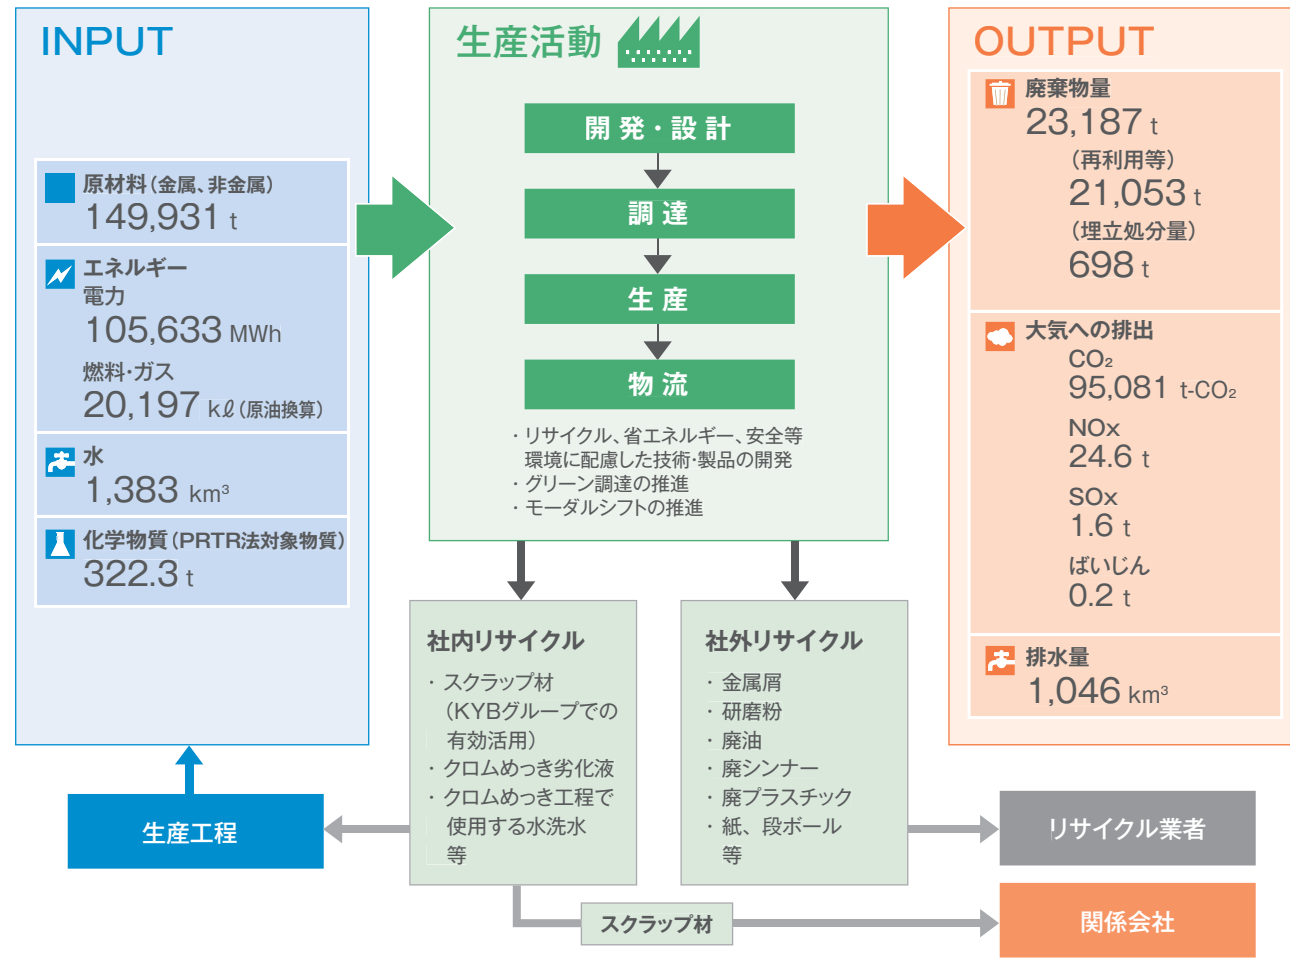 INPUT
原材料(金属、非金属)
149,931 t
エネルギー
電力
105,633 MWh
燃料・ガス
20,197 kℓ(原油換算)
水
1,383 km³
化学物質(PRTR法対象物質)
322.3 t
生産活動
開発・設計
調達
生産
物流
・リサイクル、省エネルギー、安全等
環境に配慮した技術・製品の開発
・グリーン調達の推進
・モーダルシフトの推進
OUTPUT
廃棄物量
23,187 t
(再利用等)
21,053 t
(埋立処分量)
698 t
大気への排出
CO₂
95,081 t-CO₂
NOx
24.6 t
SOx
1.6 t
ばいじん
0.2 t
排水量
1,046 km³
社内リサイクル
・スクラップ材
(KYBグループでの
有効活用)
・クロムめっき劣化液
・クロムめっき工程で
使用する水洗水
等
社外リサイクル
・金属屑
・研磨粉
・廃油
・廃シンナー
・廃プラスチック
・紙、段ボール
等
生産工程
リサイクル業者
スクラップ材
関係会社